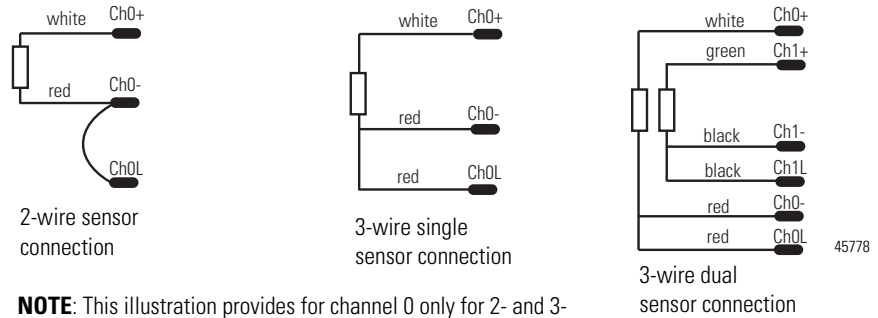 white Ch0+
red Ch0-
Ch0L
2-wire sensor
connection
white Ch0+
red Ch0-
red Ch0L
3-wire single
sensor connection
white Ch0+
green Ch1+
black Ch1-
black Ch1L
red Ch0-
red Ch0L
45778
3-wire dual
sensor connection
NOTE: This illustration provides for channel 0 only for 2- and 3-